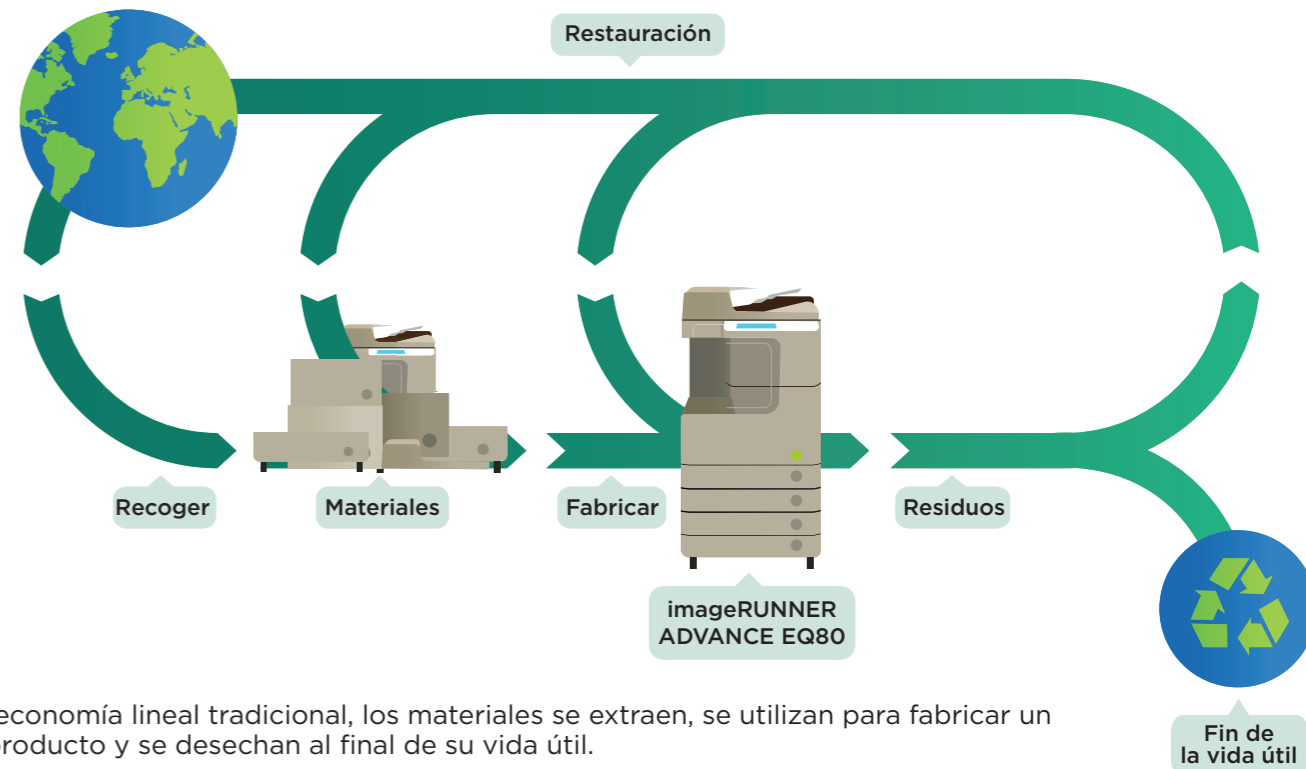 Restauración
Recoger
Materiales
Fabricar
Residuos
imageRUNNER
ADVANCE EQ80
economía lineal tradicional, los materiales se extraen, se utilizan para fabricar un
producto y se desechan al final de su vida útil.
Fin de
la vida útil